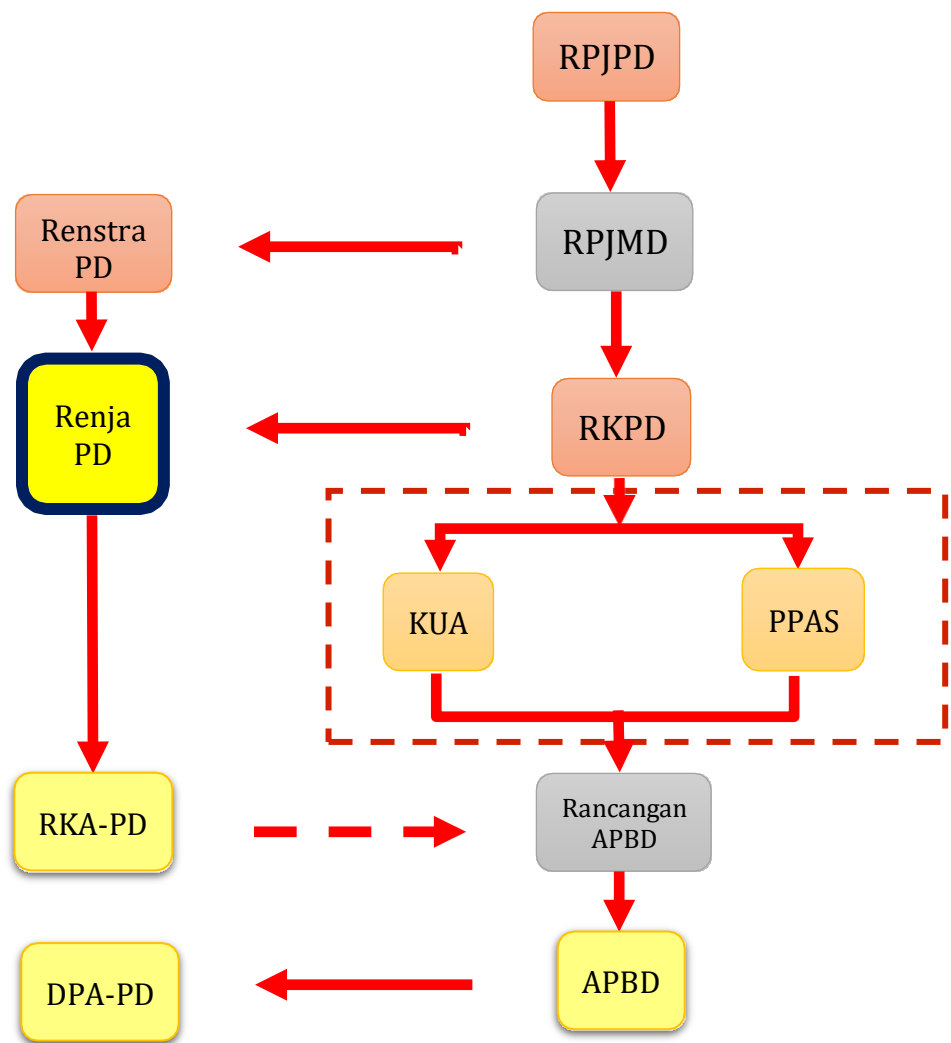 RPJPD
RPJMD
Renstra
PD
Renja
PD
RKPD
KUA
PPAS
RKA-PD
Rancangan
APBD
DPA-PD
APBD